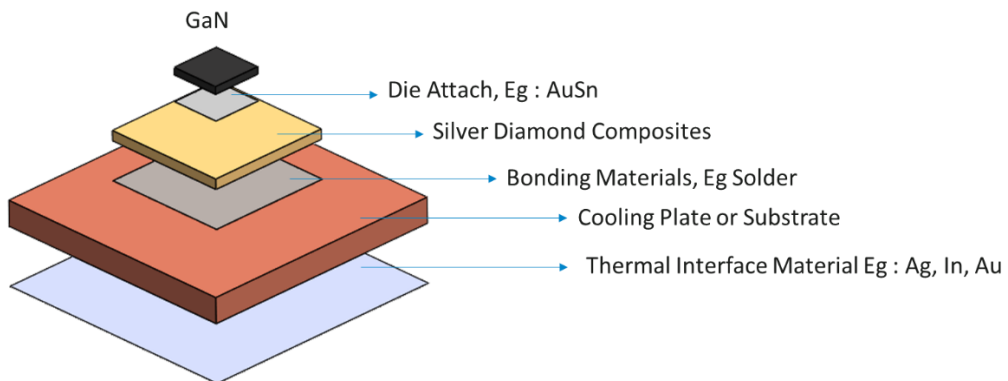 GaN
Die Attach, Eg : AuSn
Silver Diamond Composites
Bonding Materials, Eg Solder
Cooling Plate or Substrate
Thermal Interface Material Eg : Ag, In, Au